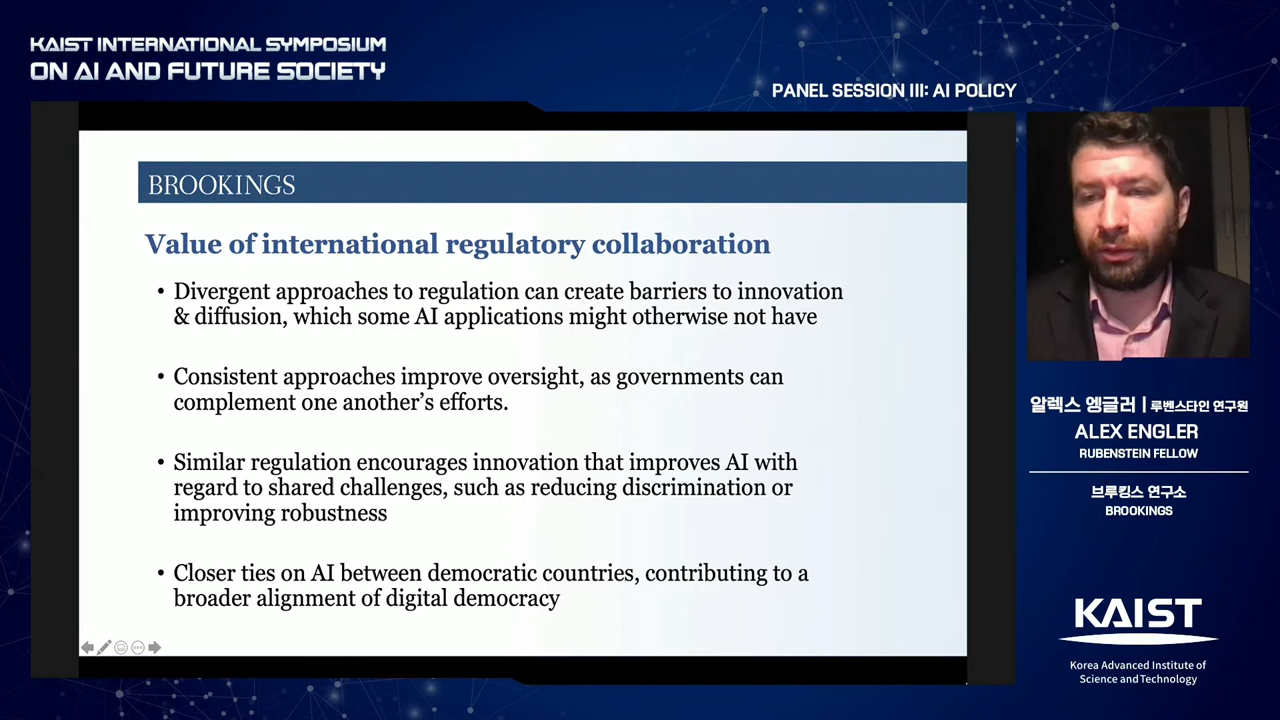 KAIST INTERNATIONAL SYMPOSIUM
ON AI AND FUTURE SOCIETY
PANEL SESSION III: AI POLICY
BROOKINGS
Value of international regulatory collaboration
• Divergent approaches to regulation can create barriers to innovation
& diffusion, which some AI applications might otherwise not have
• Consistent approaches improve oversight, as governments can
complement one another’s efforts.
• Similar regulation encourages innovation that improves AI with
regard to shared challenges, such as reducing discrimination or
improving robustness
• Closer ties on AI between democratic countries, contributing to a
broader alignment of digital democracy
알렉스 엥글러 | 루벤스타인 연구원
ALEX ENGLER
RUBENSTEIN FELLOW
브루킹스 연구소
BROOKINGS
KAIST
Korea Advanced Institute of
Science and Technology